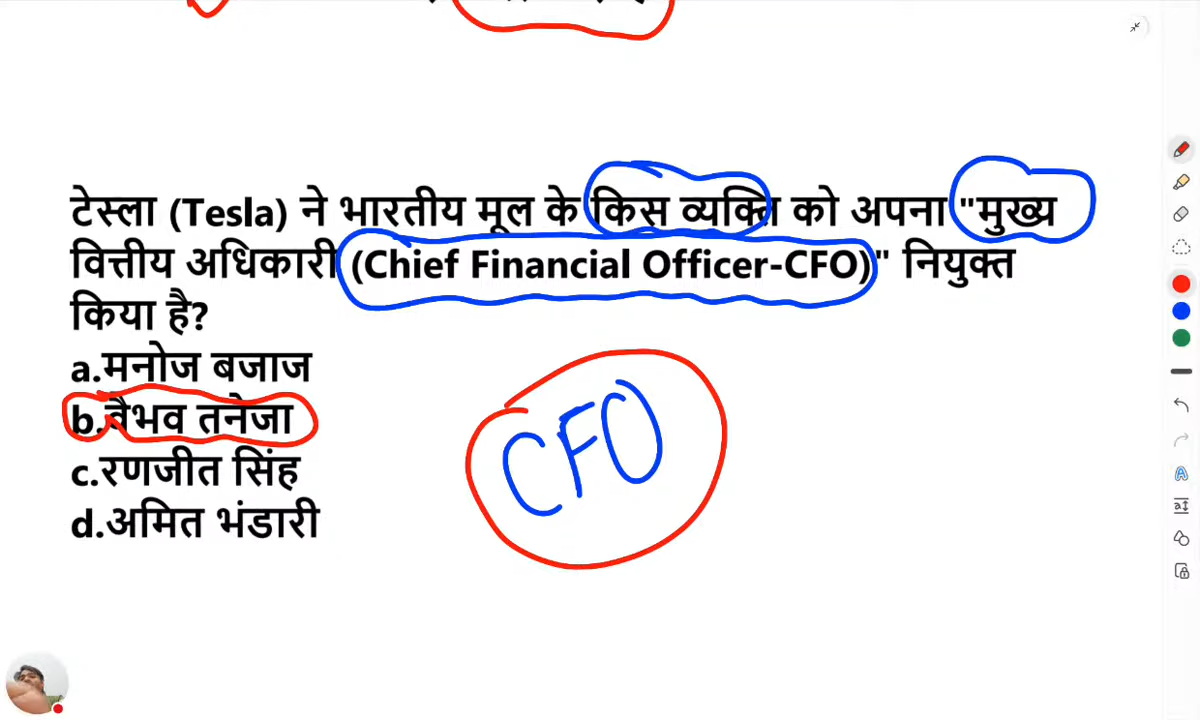 टेस्ला (Tesla) ने भारतीय मूल के किस व्यक्ति को अपना "मुख्य
वित्तीय अधिकारी (Chief Financial Officer-CFO)" नियुक्त
किया है?
a.मनोज बजाज
b.वैभव तनेजा
c.रणजीत सिंह
d.अमित भंडारी
CFO